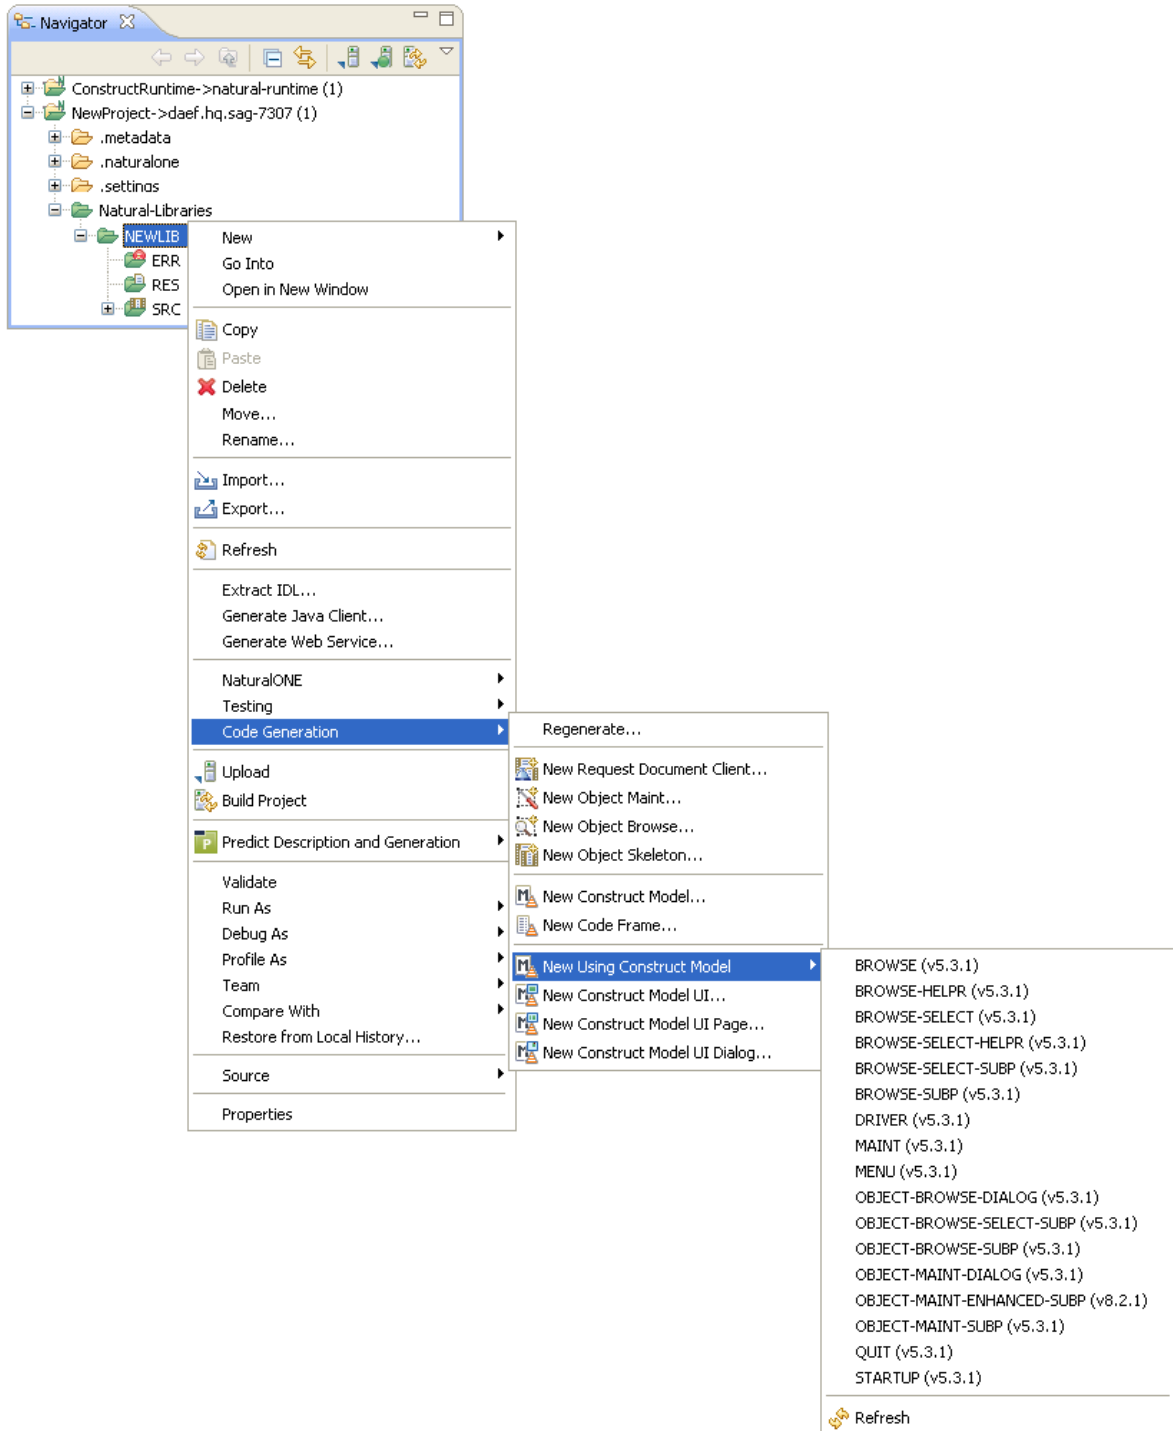 Navigator
ConstructRuntime->natural-runtime (1)
NewProject->daef.hq.sag-7307 (1)
.metadata
.naturalone
.settings
Natural-Libraries
NEWLIB
ERR
RES
SRC
New
Go Into
Open in New Window
Copy
Paste
Delete
Move...
Rename...
Import...
Export...
Refresh
Extract IDL...
Generate Java Client...
Generate Web Service...
NaturalONE
Testing
Code Generation
Upload
Build Project
Predict Description and Generation
Validate
Run As
Debug As
Profile As
Team
Compare With
Restore from Local History...
Source
Properties
Regenerate...
New Request Document Client...
New Object Maint...
New Object Browse...
New Object Skeleton...
New Construct Model...
New Code Frame...
New Using Construct Model
New Construct Model UI...
New Construct Model UI Page...
New Construct Model UI Dialog...
BROWSE (v5.3.1)
BROWSE-HELPR (v5.3.1)
BROWSE-SELECT (v5.3.1)
BROWSE-SELECT-HELPR (v5.3.1)
BROWSE-SELECT-SUBP (v5.3.1)
BROWSE-SUBP (v5.3.1)
DRIVER (v5.3.1)
MAINT (v5.3.1)
MENU (v5.3.1)
OBJECT-BROWSE-DIALOG (v5.3.1)
OBJECT-BROWSE-SELECT-SUBP (v5.3.1)
OBJECT-BROWSE-SUBP (v5.3.1)
OBJECT-MAINT-DIALOG (v5.3.1)
OBJECT-MAINT-ENHANCED-SUBP (v8.2.1)
OBJECT-MAINT-SUBP (v5.3.1)
QUIT (v5.3.1)
STARTUP (v5.3.1)
Refresh